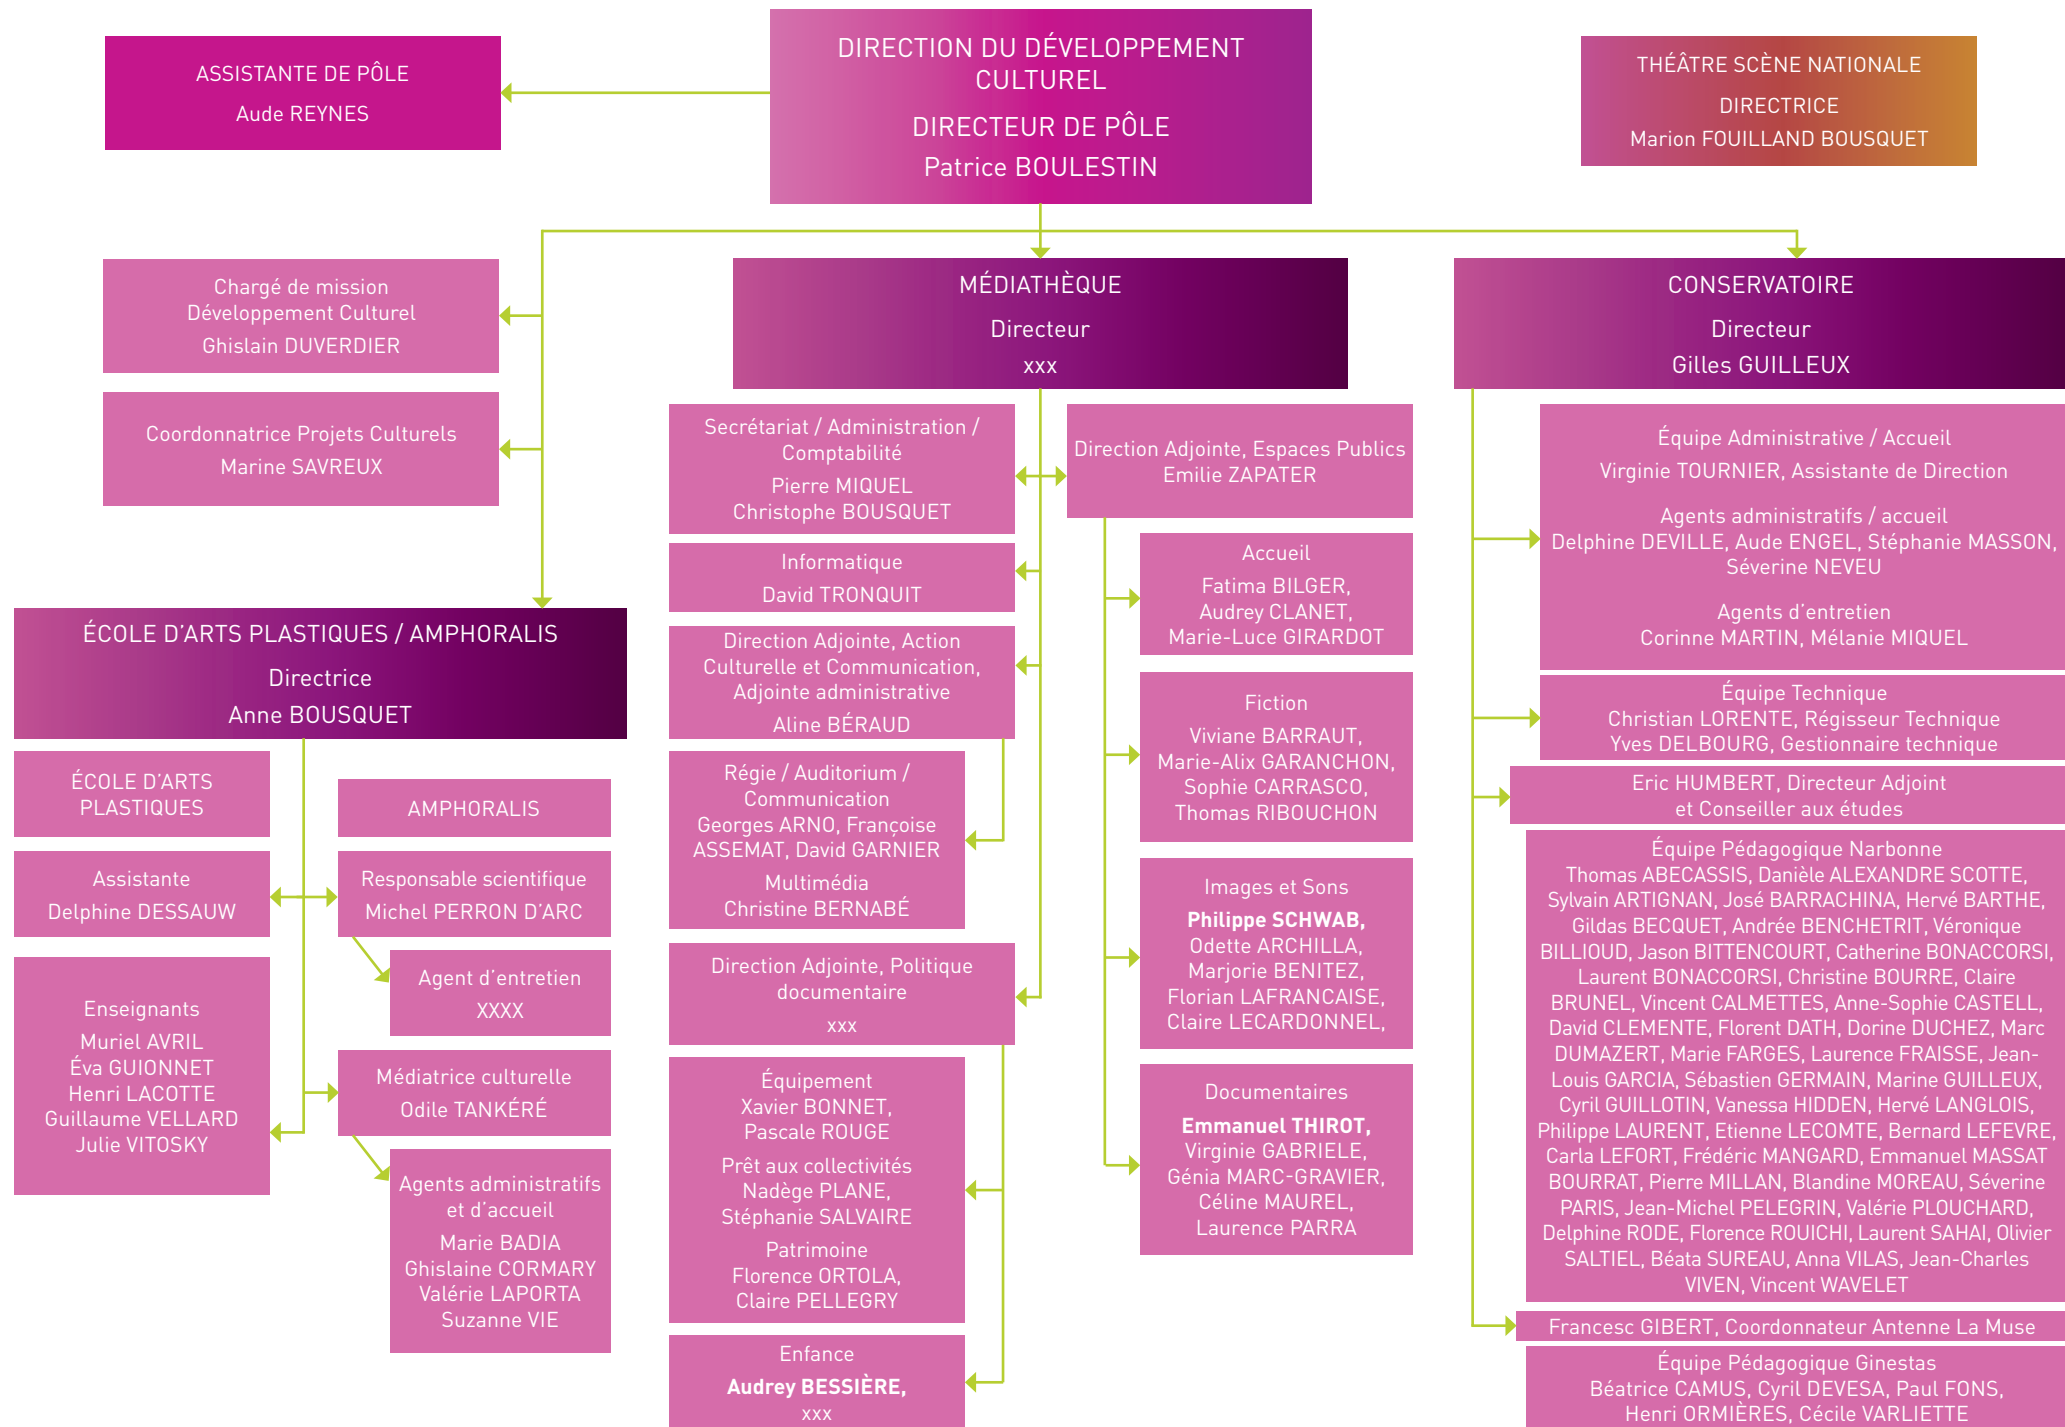 ASSISTANTE DE PÔLE
Aude REYNES
DIRECTION DU DÉVELOPPEMENT
CULTUREL
DIRECTEUR DE PÔLE
Patrice BOULESTIN
THÉÂTRE SCÈNE NATIONALE
DIRECTRICE
Marion FOUILLAND BOUSQUET
Chargé de mission
Développement Culturel
Ghislain DUVERDIER
Coordonnatrice Projets Culturels
Marine SAVREUX
ÉCOLE D'ARTS PLASTIQUES / AMPHORALIS
Directrice
Anne BOUSQUET
ÉCOLE D'ARTS
PLASTIQUES
Assistante
Delphine DESSAUW
Enseignants
Muriel AVRIL
Éva GUIONNET
Henri LACOTTE
Guillaume VELLARD
Julie VITOSKY
AMPHORALIS
Responsable scientifique
Michel PERRON D'ARC
Agent d'entretien
XXXX
Médiatrice culturelle
Odile TANKÉRÉ
Agents administratifs
et d'accueil
Marie BADIA
Ghislaine CORMARY
Valérie LAPORTA
Suzanne VIE
MÉDIATHÈQUE
Directeur
xxx
Secrétariat / Administration /
Comptabilité
Pierre MIQUEL
Christophe BOUSQUET
Informatique
David TRONQUIT
Direction Adjointe, Action
Culturelle et Communication,
Adjointe administrative
Aline BÉRAUD
Régie / Auditorium /
Communication
Georges ARNO, Françoise
ASSEMAT, David GARNIER
Multimédia
Christine BERNABÉ
Direction Adjointe, Politique
documentaire
xxx
Équipement
Xavier BONNET,
Pascale ROUGE
Prêt aux collectivités
Nadège PLANE,
Stéphanie SALVAIRE
Patrimoine
Florence ORTOLA,
Claire PELLEGRY
Enfance
Audrey BESSIÈRE,
xxx
Direction Adjointe, Espaces Publics
Emilie ZAPATER
Accueil
Fatima BILGER,
Audrey CLANET,
Marie-Luce GIRARDOT
Fiction
Viviane BARRAUT,
Marie-Alix GARANCHON,
Sophie CARRASCO,
Thomas RIBOUCHON
Images et Sons
Philippe SCHWAB,
Odette ARCHILLA,
Marjorie BENITEZ,
Florian LAFRANCAISE,
Claire LECARDONNEL,
Documentaires
Emmanuel THIROT,
Virginie GABRIELE,
Génia MARC-GRAVIER,
Céline MAUREL,
Laurence PARRA
CONSERVATOIRE
Directeur
Gilles GUILLEUX
Équipe Administrative / Accueil
Virginie TOURNIER, Assistante de Direction
Agents administratifs / accueil
Delphine DEVILLE, Aude ENGEL, Stéphanie MASSON,
Séverine NEVEU
Agents d'entretien
Corinne MARTIN, Mélanie MIQUEL
Équipe Technique
Christian LORENTE, Régisseur Technique
Yves DELBOURG, Gestionnaire technique
Eric HUMBERT, Directeur Adjoint
et Conseiller aux études
Équipe Pédagogique Narbonne
Thomas ABECASSIS, Danièle ALEXANDRE SCOTTE,
Sylvain ARTIGNAN, José BARRACHINA, Hervé BARTHE,
Gildas BECQUET, Andrée BENCHETRIT, Véronique
BILLIOUD, Jason BITTENCOURT, Catherine BONACCORSI,
Laurent BONACCORSI, Christine BOURRE, Claire
BRUNEL, Vincent CALMETTES, Anne-Sophie CASTELL,
David CLEMENTE, Florent DATH, Dorine DUCHEZ, Marc
DUMAZERT, Marie FARGES, Laurence FRAISSE, Jean-
Louis GARCIA, Sébastien GERMAIN, Marine GUILLEUX,
Cyril GUILLOTIN, Vanessa HIDDEN, Hervé LANGLOIS,
Philippe LAURENT, Etienne LECOMTE, Bernard LEFEVRE,
Carla LEFORT, Frédéric MANGARD, Emmanuel MASSAT
BOURRAT, Pierre MILLAN, Blandine MOREAU, Séverine
PARIS, Jean-Michel PELEGRIN, Valérie PLOUCHARD,
Delphine RODE, Florence ROUICHI, Laurent SAHAI, Olivier
SALTIEL, Béata SUREAU, Anna VILAS, Jean-Charles
VIVEN, Vincent WAVELET
Francesc GIBERT, Coordonnateur Antenne La Muse
Équipe Pédagogique Ginestas
Béatrice CAMUS, Cyril DEVESA, Paul FONS,
Henri ORMIÈRES, Cécile VARLIETTE